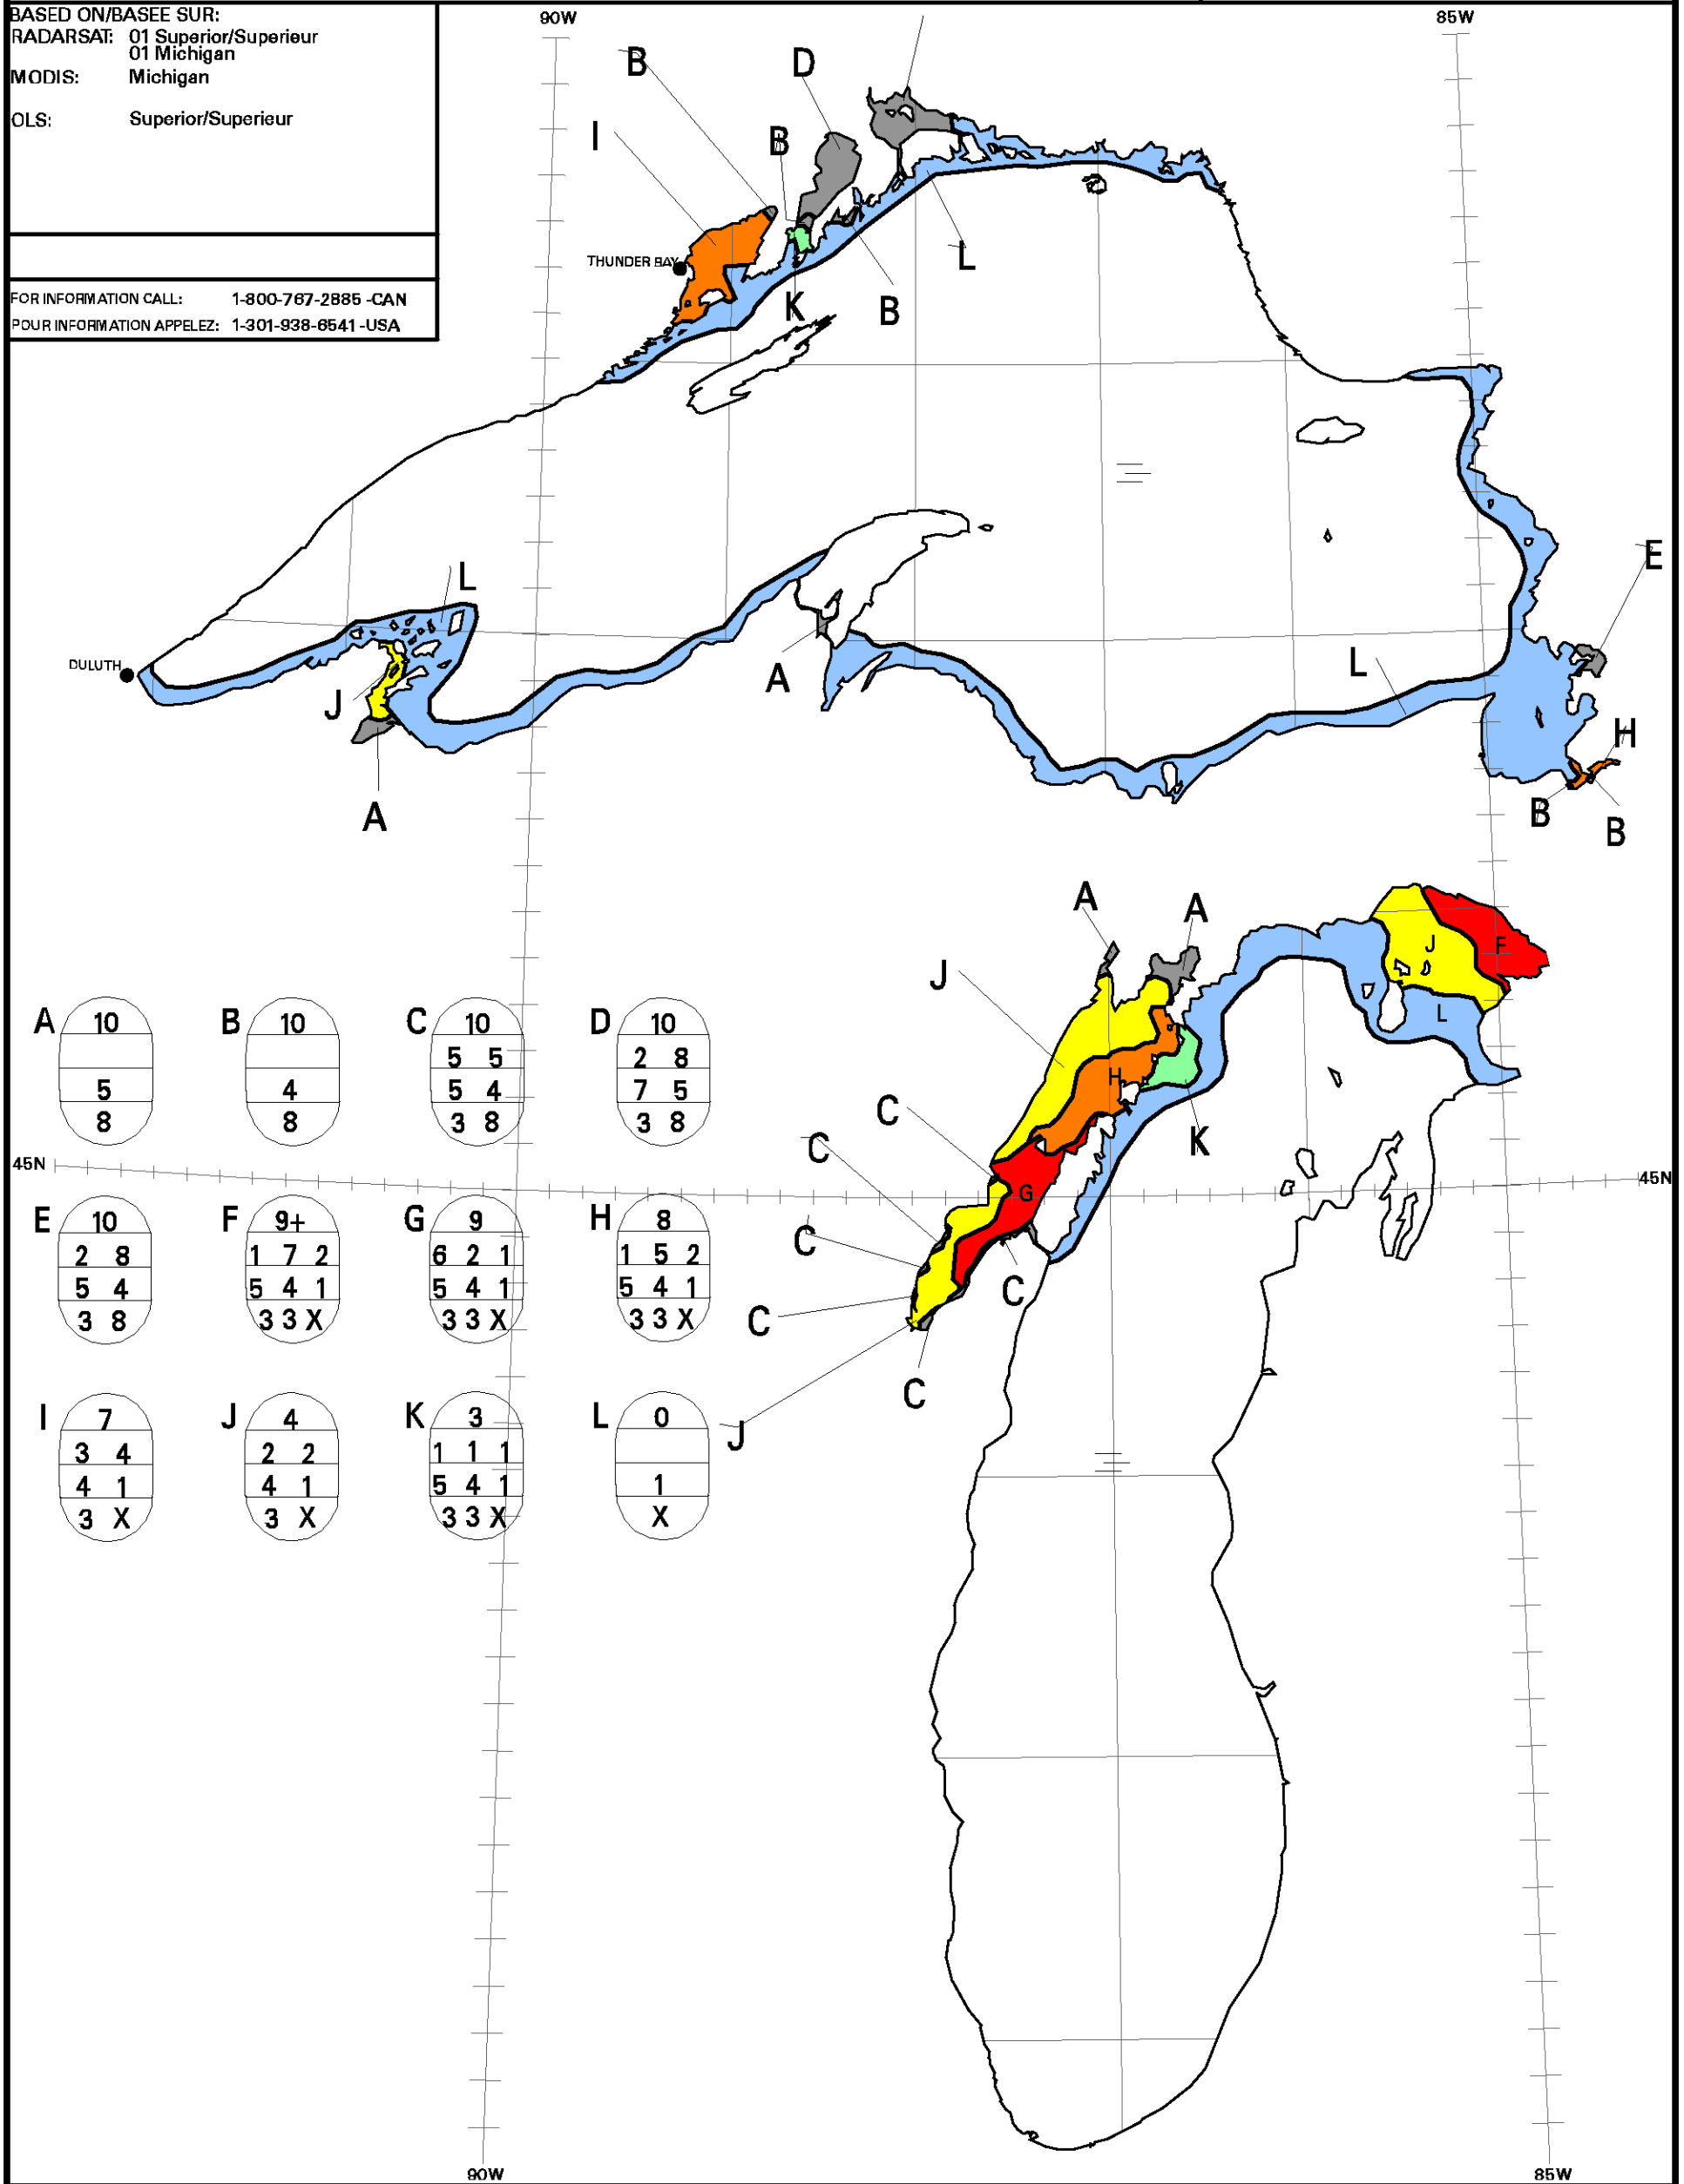 BASED ON/BASEE SUR:
RADARSAT: 01 Superior/Superieur
01 Michigan
MODIS: Michigan
OLS: Superior/Superieur
FOR INFORMATION CALL: 1-800-767-2885 -CAN
POUR INFORMATION APPELEZ: 1-301-938-6541 -USA
90W
85W
B
D
I
B
THUNDER BAY
L
K
B
E
L
DULUTH
A
L
J
H
A
B
B
A
A
J
F
J
L
H
C
K
C
G
C
C
C
C
J
A 10
5
8
B 10
4
8
C 10
5 5
5 4
3 8
D 10
2 8
7 5
3 8
45N
45N
E 10
2 8
5 4
3 8
F 9+
1 7 2
5 4 1
3 3 X
G 9
6 2 1
5 4 1
3 3 X
H 8
1 5 2
5 4 1
3 3 X
I 7
3 4
4 1
3 X
J 4
2 2
4 1
3 X
K 3
1 1 1
5 4 1
3 3 X
L 0
1
X
90W
85W